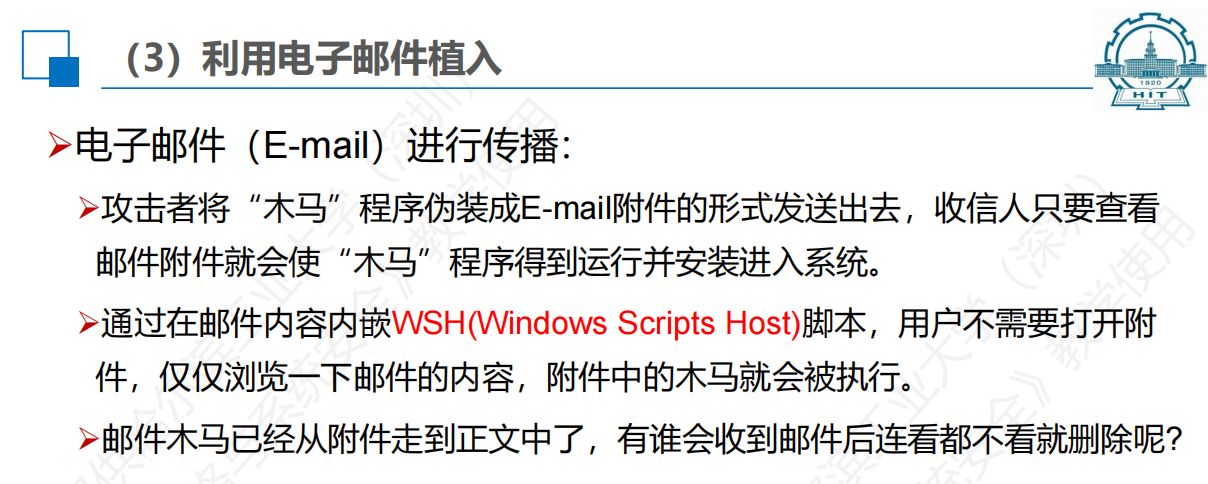 （3）利用电子邮件植入
1920
HIT
➢电子邮件（E-mail）进行传播：
➢攻击者将“木马”程序伪装成E-mail附件的形式发送出去，收信人只要查看
邮件附件就会使“木马”程序得到运行并安装进入系统。
➢通过在邮件内容内嵌WSH(Windows Scripts Host)脚本，用户不需要打开附
件，仅仅浏览一下邮件的内容，附件中的木马就会被执行。
➢邮件木马已经从附件走到正文中了，有谁会收到邮件后连看都不看就删除呢?